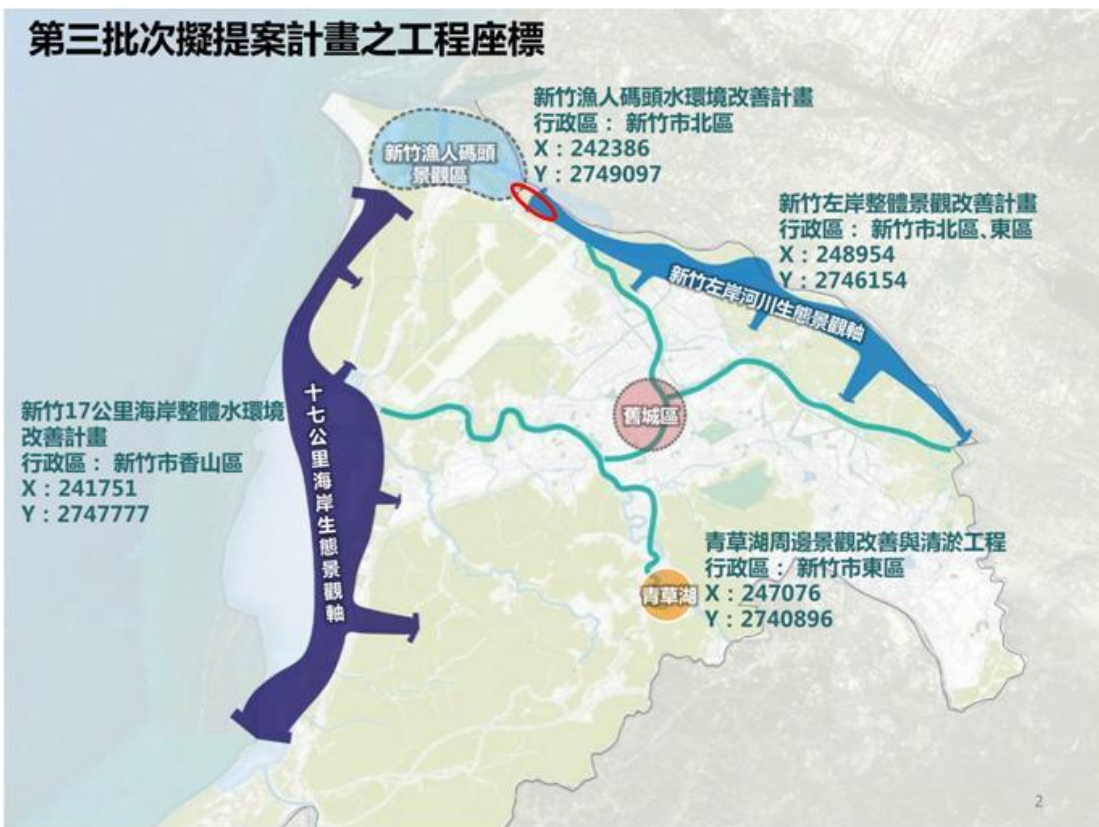 第三批次擬提案計畫之工程座標
新竹漁人碼頭水環境改善計畫
行政區： 新竹市北區
X：242386
Y：2749097
新竹漁人碼頭
景觀區
新竹左岸整體景觀改善計畫
行政區： 新竹市北區、東區
X：248954
Y：2746154
新竹左岸河川生態景觀軸
舊城區
新竹17公里海岸整體水環境
改善計畫
行政區： 新竹市香山區
X：241751
Y：2747777
十七公里海岸生態景觀軸
青草湖周邊景觀改善與清淤工程
行政區：新竹市東區
X：247076
Y：2740896
青草湖
2